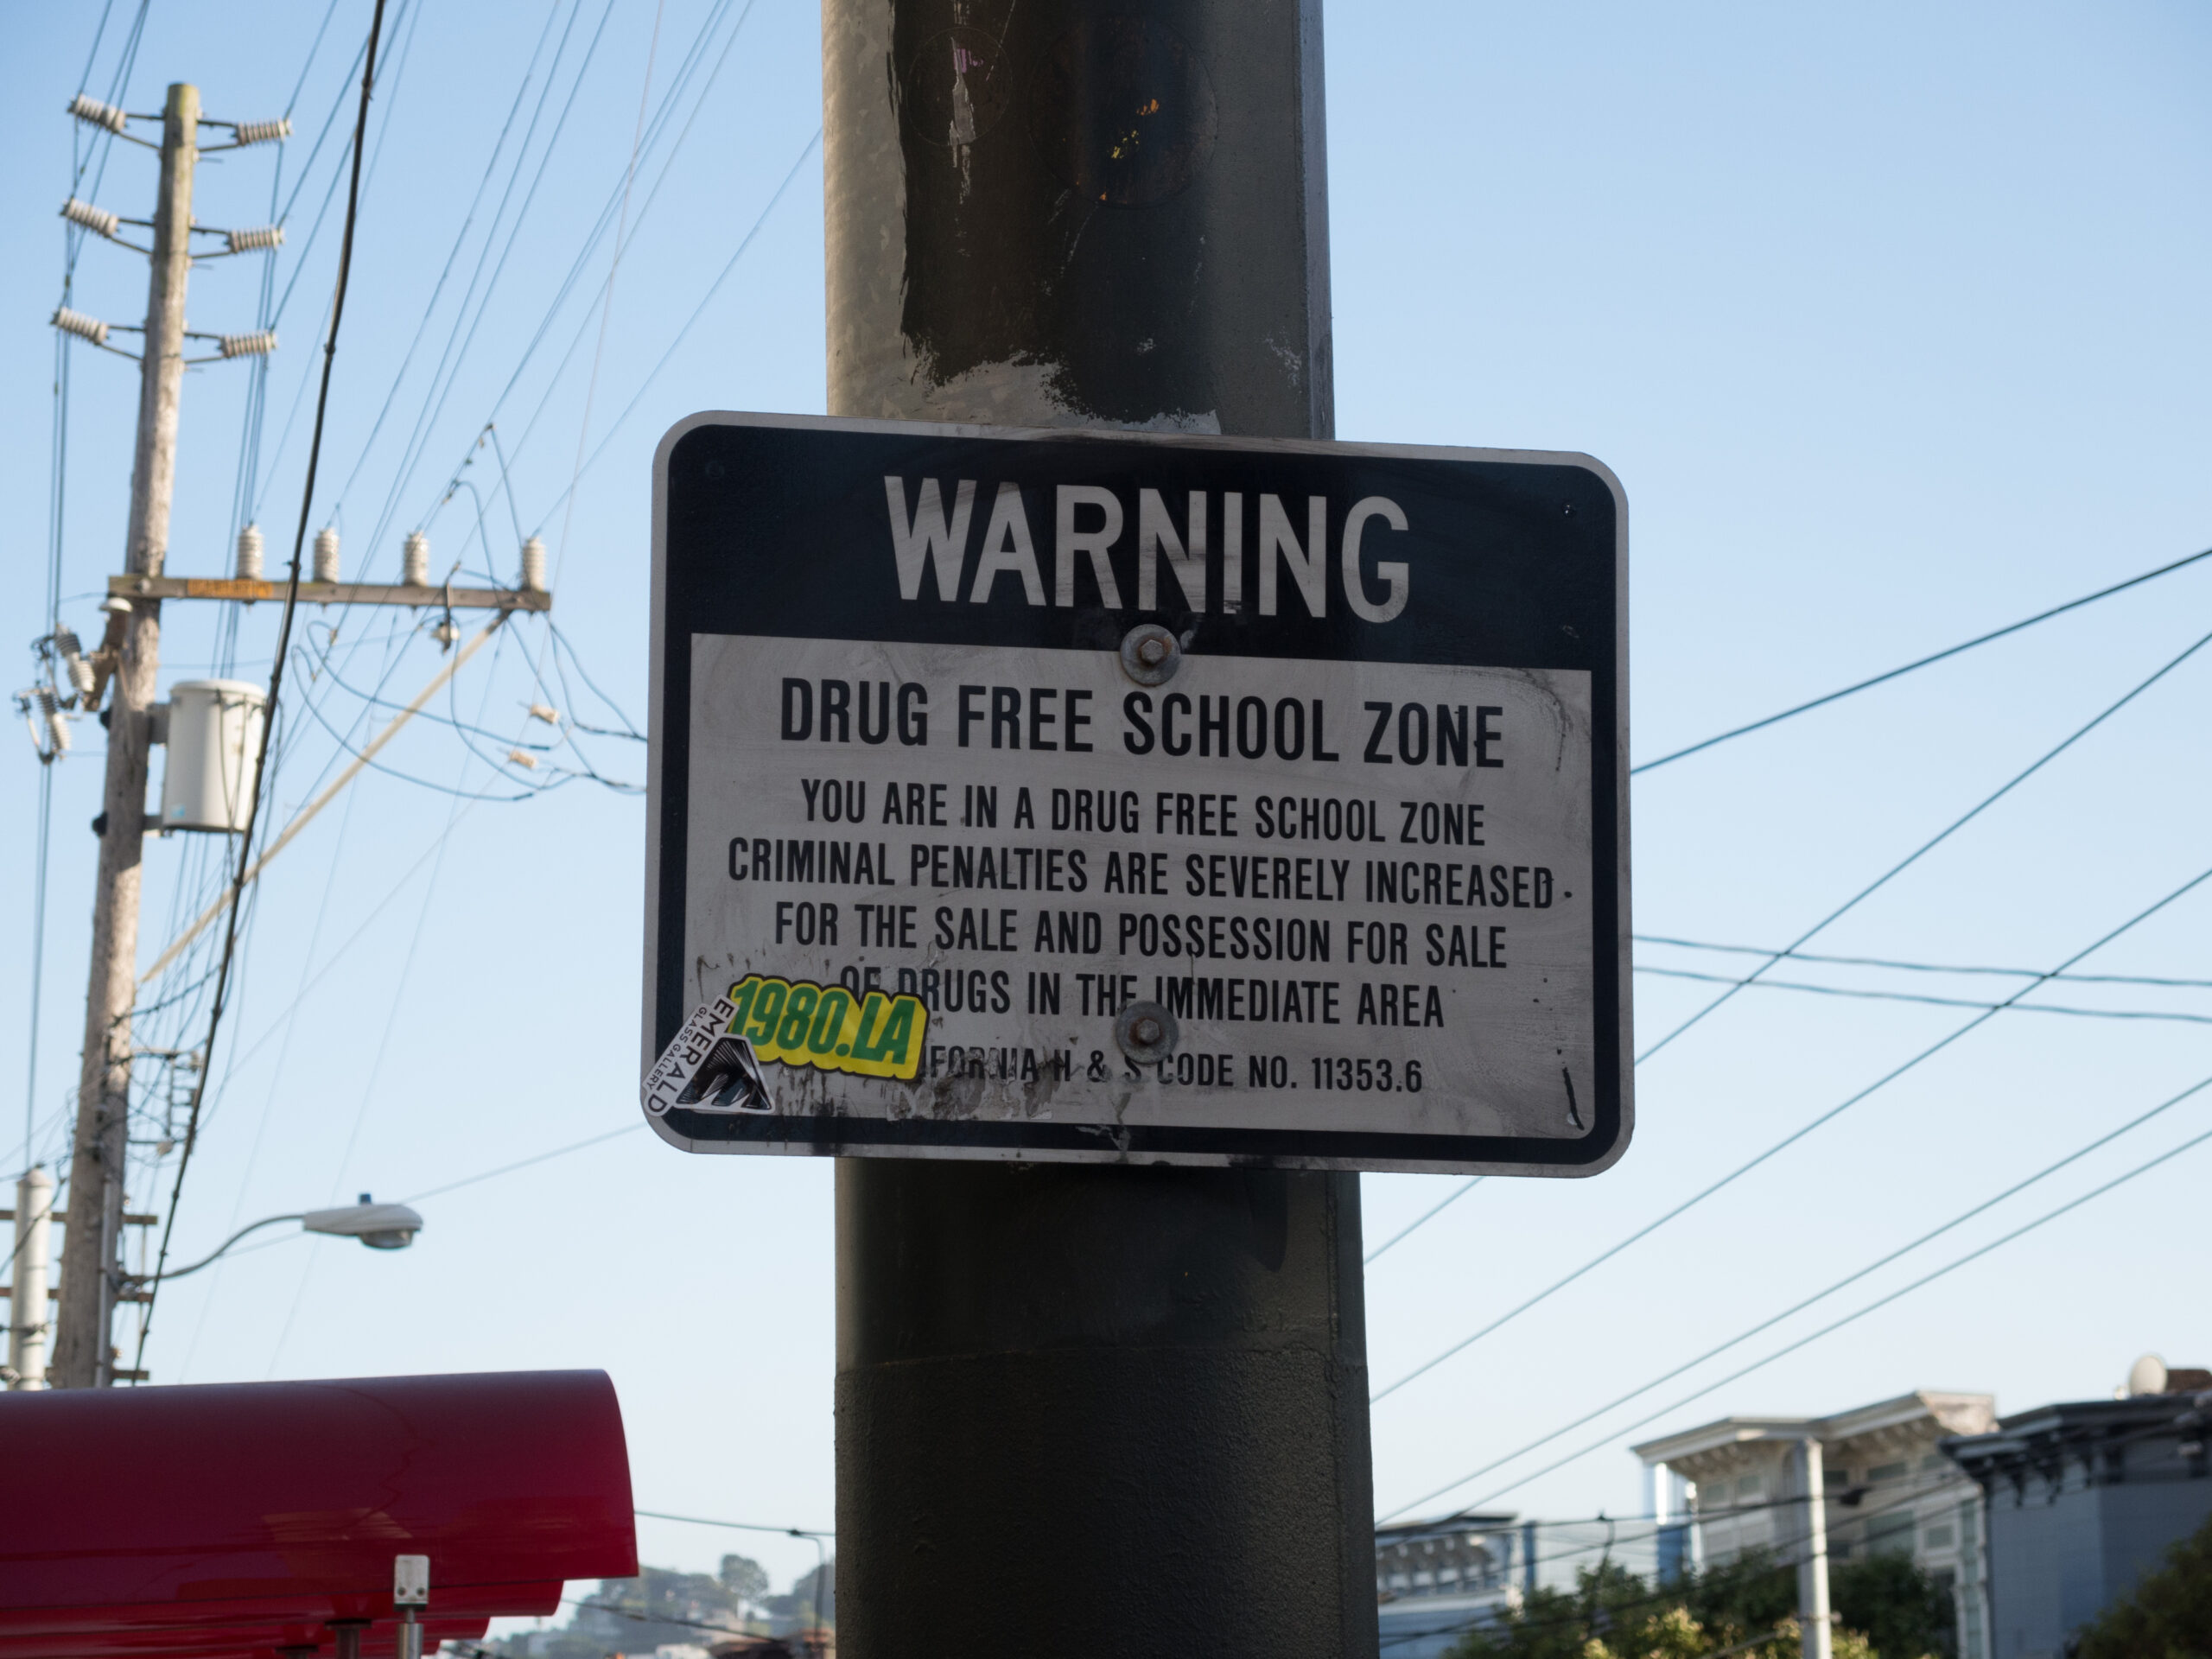 WARNING
DRUG FREE SCHOOL ZONE
YOU ARE IN A DRUG FREE SCHOOL ZONE
CRIMINAL PENALTIES ARE SEVERELY INCREASED
FOR THE SALE AND POSSESSION FOR SALE
OF DRUGS IN THE IMMEDIATE AREA
FORNIA H & S CODE NO. 11353.6
1980.LA
EMERALD
GLASS GALLERY